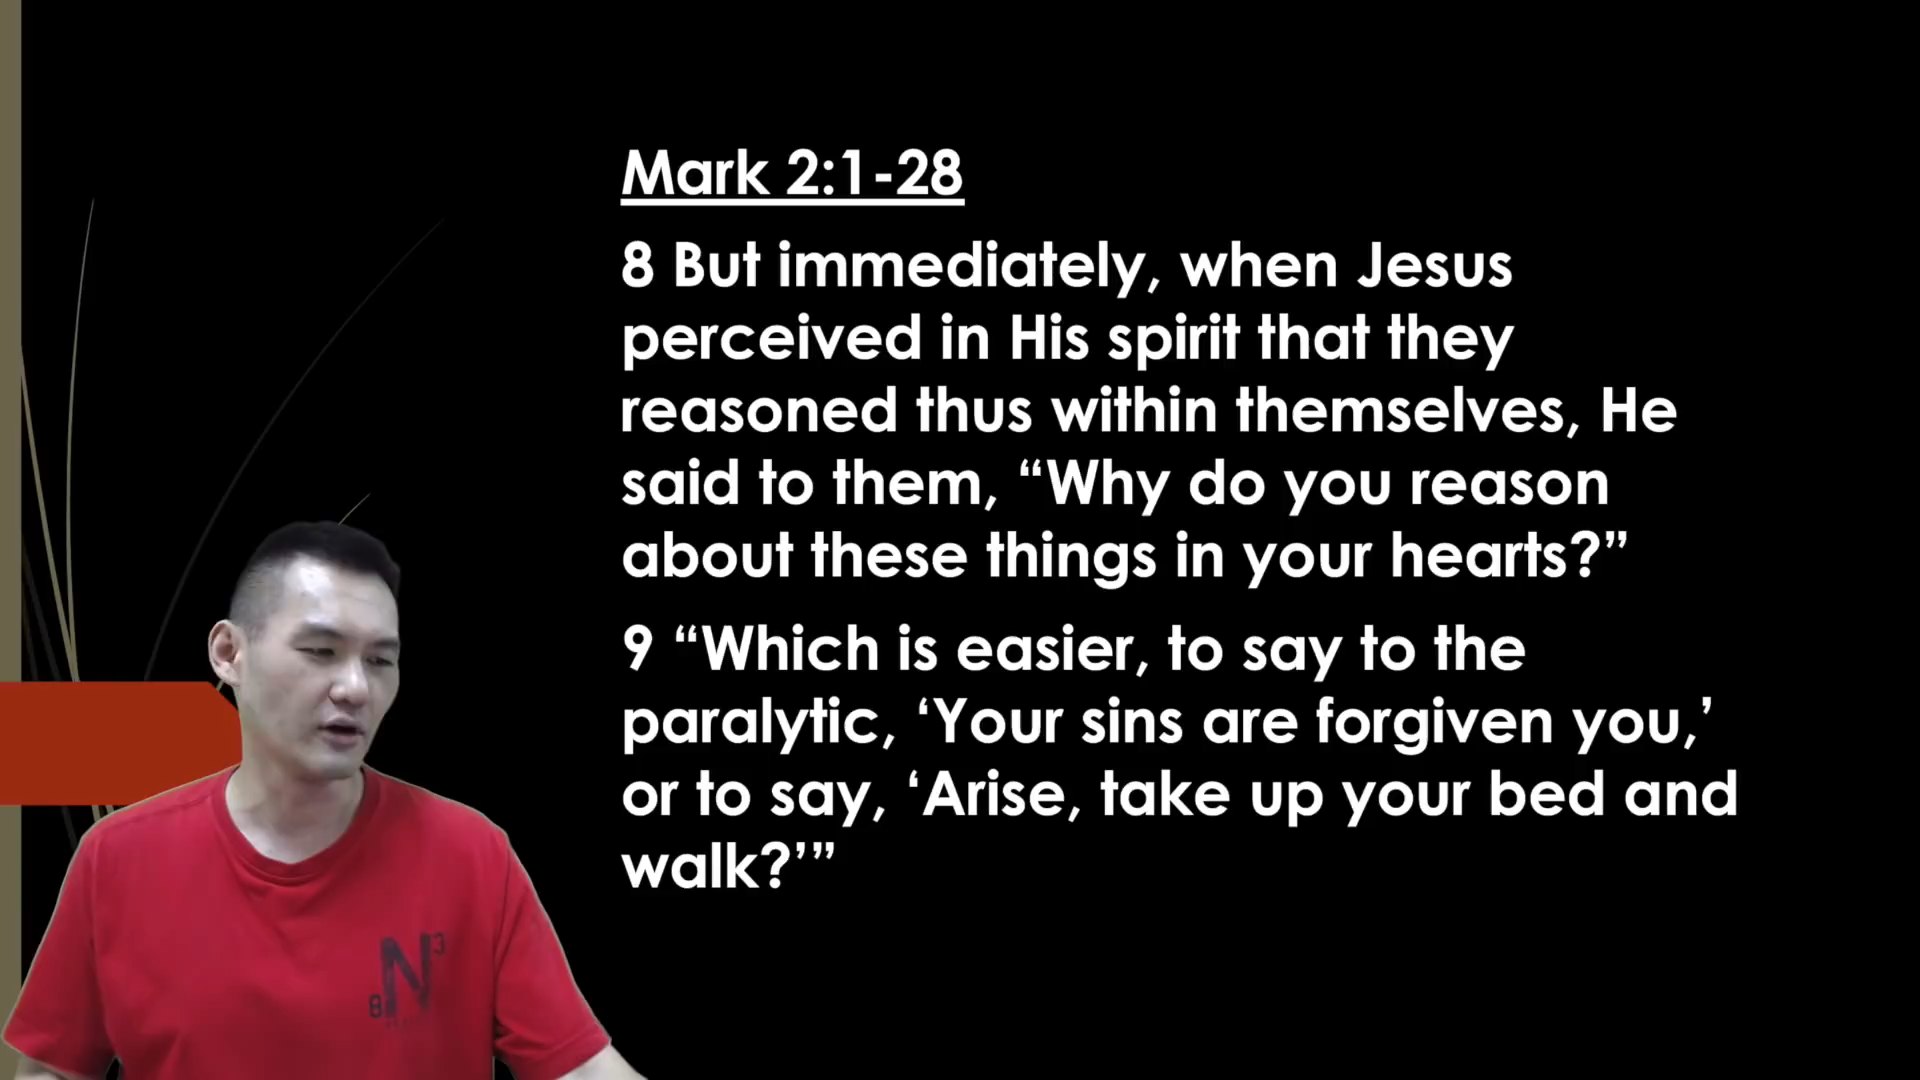 Mark 2:1-28
8 But immediately, when Jesus
perceived in His spirit that they
reasoned thus within themselves, He
said to them, “Why do you reason
about these things in your hearts?”
9 “Which is easier, to say to the
paralytic, ‘Your sins are forgiven you,’
or to say, ‘Arise, take up your bed and
walk?’”
N3
8